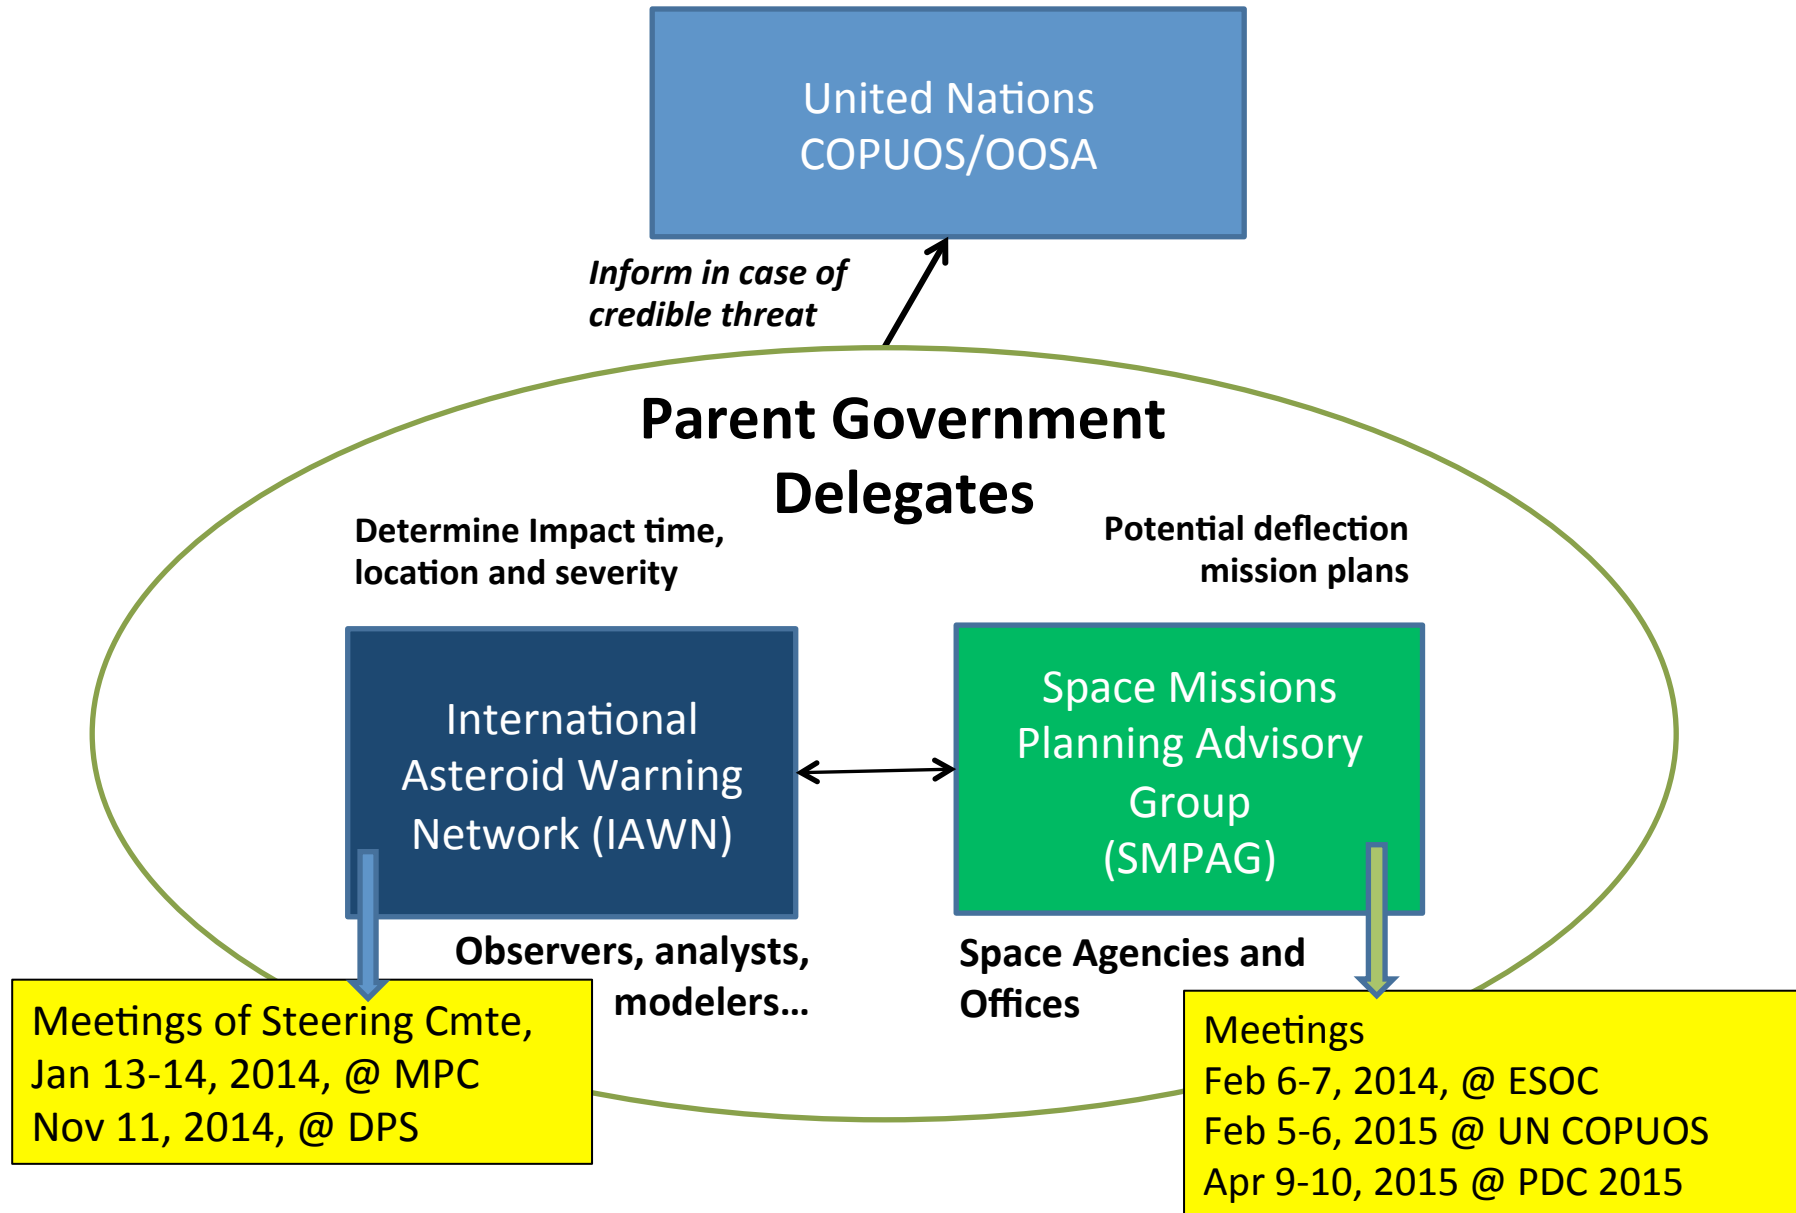 United Nations
COPUOS/OOSA
Inform in case of
credible threat
Parent Government
Delegates
Determine Impact time,
location and severity
Potential deflection
mission plans
International
Asteroid Warning
Network (IAWN)
Space Missions
Planning Advisory
Group
(SMPAG)
Observers, analysts,
modelers...
Space Agencies and
Offices
Meetings of Steering Cmte,
Jan 13-14, 2014, @ MPC
Nov 11, 2014, @ DPS
Meetings
Feb 6-7, 2014, @ ESOC
Feb 5-6, 2015 @ UN COPUOS
Apr 9-10, 2015 @ PDC 2015